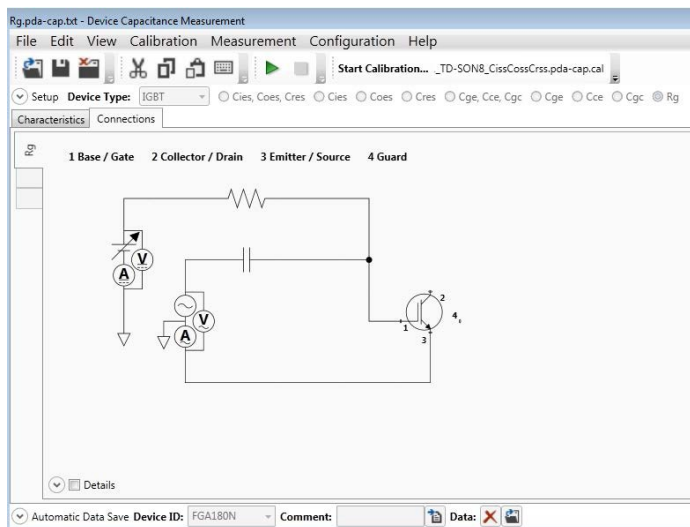 Rg.pda-cap.txt - Device Capacitance Measurement
File Edit View Calibration Measurement Configuration Help
Start Calibration... _TD-SON8_CissCossCrss.pda-cap.cal
Setup Device Type: IGBT Cies, Coes, Cres Cies Coes Cres Cge, Cce, Cgc Cge Cce Cgc Rg
Characteristics Connections
Rg
1 Base / Gate 2 Collector / Drain 3 Emitter / Source 4 Guard
V
A
V
A
2
4
1
3
Details
Automatic Data Save Device ID: FGA180N Comment: Data: